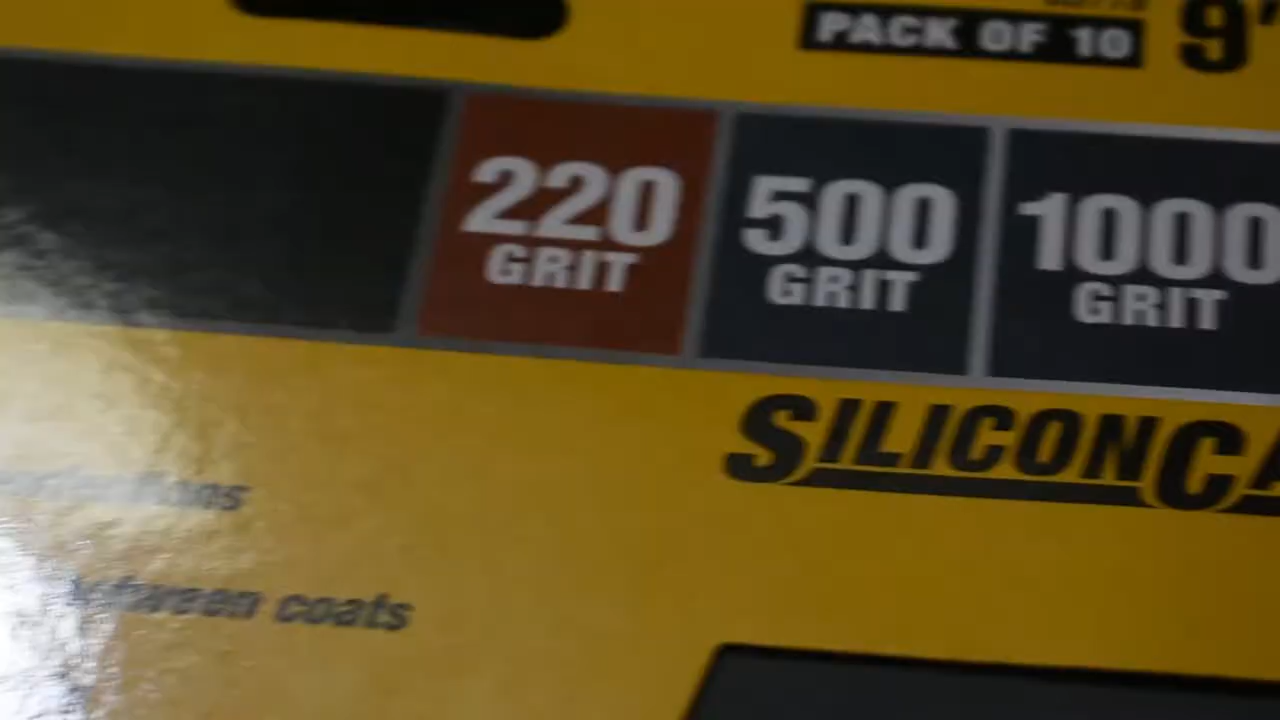 PACK OF 10
9"
220
GRIT
500
GRIT
1000
GRIT
SILICONCA
between coats